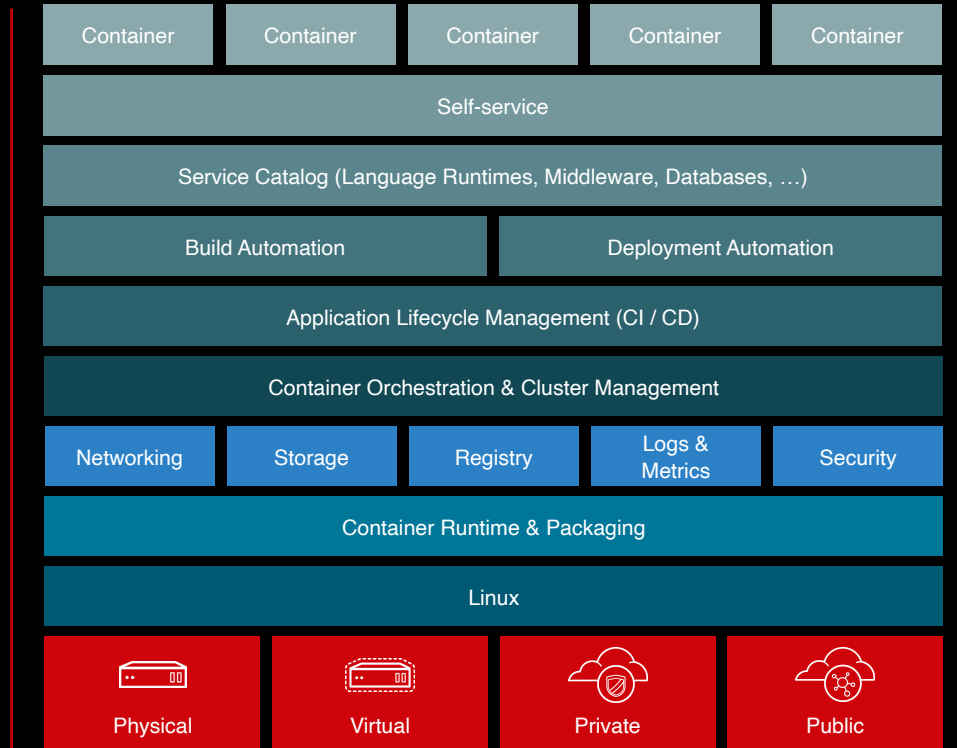 Container
Container
Container
Container
Container
Self-service
Service Catalog (Language Runtimes, Middleware, Databases, …)
Build Automation
Deployment Automation
Application Lifecycle Management (CI / CD)
Container Orchestration & Cluster Management
Networking
Storage
Registry
Logs &
Metrics
Security
Container Runtime & Packaging
Linux
Physical
Virtual
Private
Public